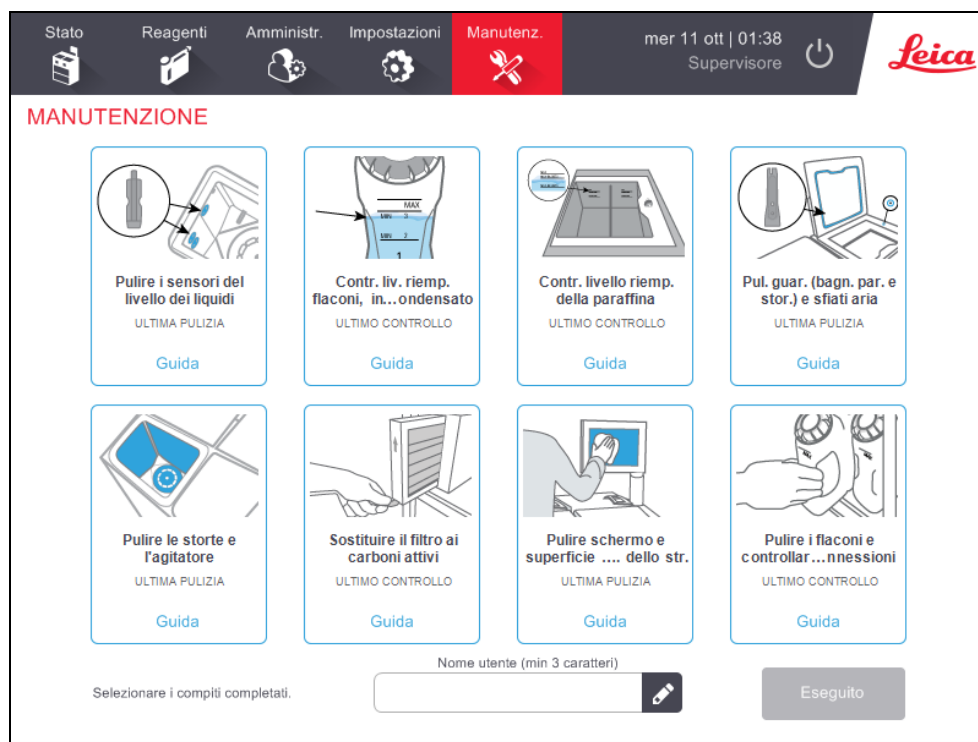 Stato Reagenti Amministr. Impostazioni Manutenz. mer 11 ott | 01:38
Supervisore
Leica
MANUTENZIONE
MAX
MIN 3
MIN 2
1
Pulire i sensori del
livello dei liquidi
ULTIMA PULIZIA
Guida
Contr. liv. riemp.
flaconi, in...ondensato
ULTIMO CONTROLLO
Guida
Contr. livello riemp.
della paraffina
ULTIMO CONTROLLO
Guida
Pul. guar. (bagn. par. e
stor.) e sfiati aria
ULTIMA PULIZIA
Guida
Pulire le storte e
l'agitatore
ULTIMA PULIZIA
Guida
Sostituire il filtro ai
carboni attivi
ULTIMO CONTROLLO
Guida
Pulire schermo e
superficie .... dello str.
ULTIMA PULIZIA
Guida
Pulire i flaconi e
controllar...nnessioni
ULTIMO CONTROLLO
Guida
Nome utente (min 3 caratteri)
Selezionare i compiti completati.
Eseguito